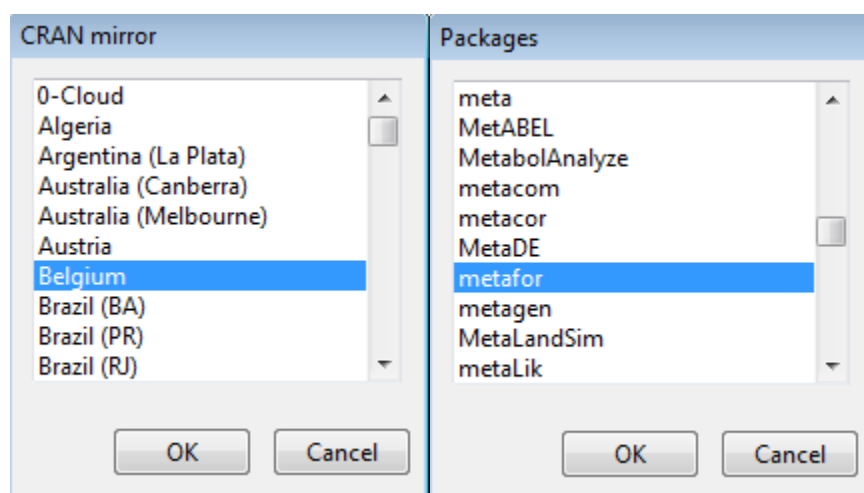 CRAN mirror
0-Cloud
Algeria
Argentina (La Plata)
Australia (Canberra)
Australia (Melbourne)
Austria
Belgium
Brazil (BA)
Brazil (PR)
Brazil (RJ)
OK
Cancel
Packages
meta
MetABEL
MetabolAnalyze
metacom
metacor
MetaDE
metafor
metagen
MetaLandSim
metaLik
OK
Cancel